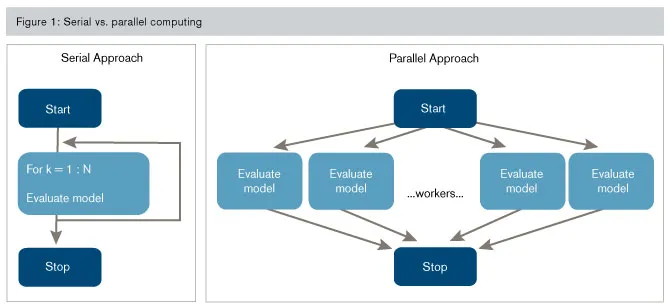 Figure 1: Serial vs. parallel computing
Serial Approach
Start
For k = 1 : N
Evaluate model
Stop
Parallel Approach
Start
Evaluate
model
Evaluate
model
...workers...
Evaluate
model
Evaluate
model
Stop